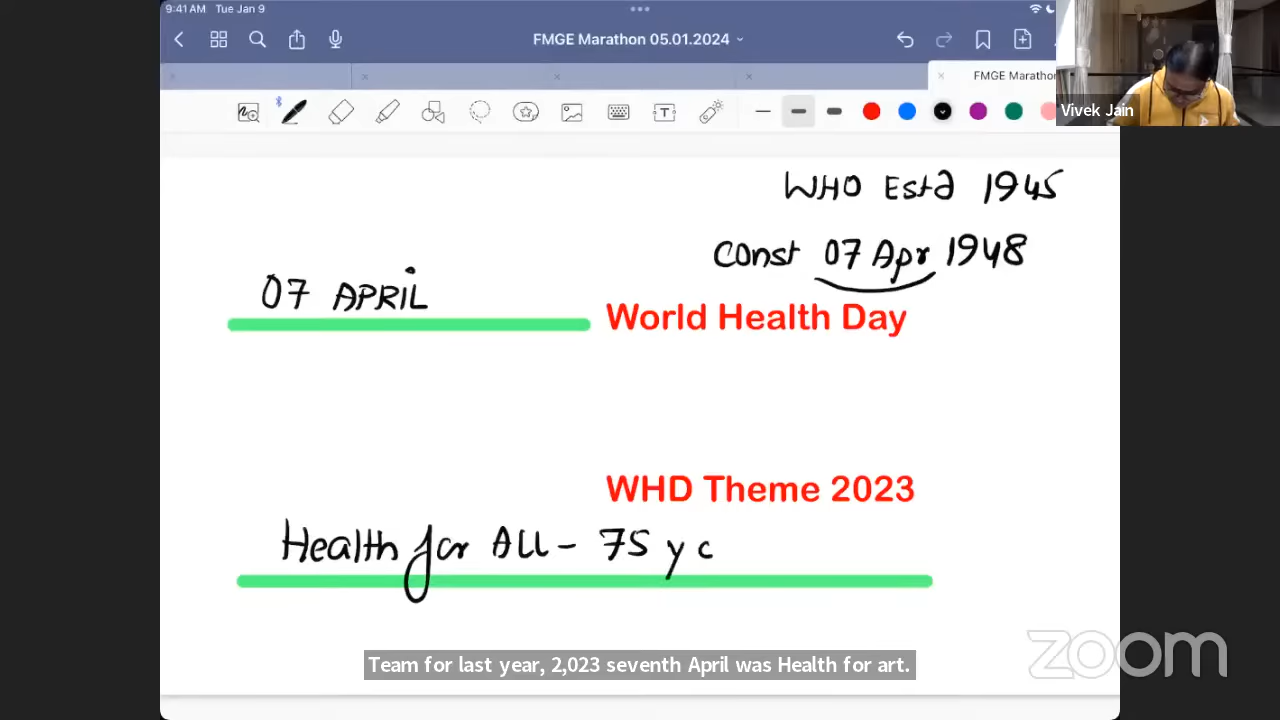 9:41 AM Tue Jan 9
FMGE Marathon 05.01.2024
FMGE Marathon
Vivek Jain
WHO Estd 1945
Const 07 Apr 1948
07 APRIL
World Health Day
WHD Theme 2023
Health for All - 75 y c
Team for last year, 2,023 seventh April was Health for art.
zoom